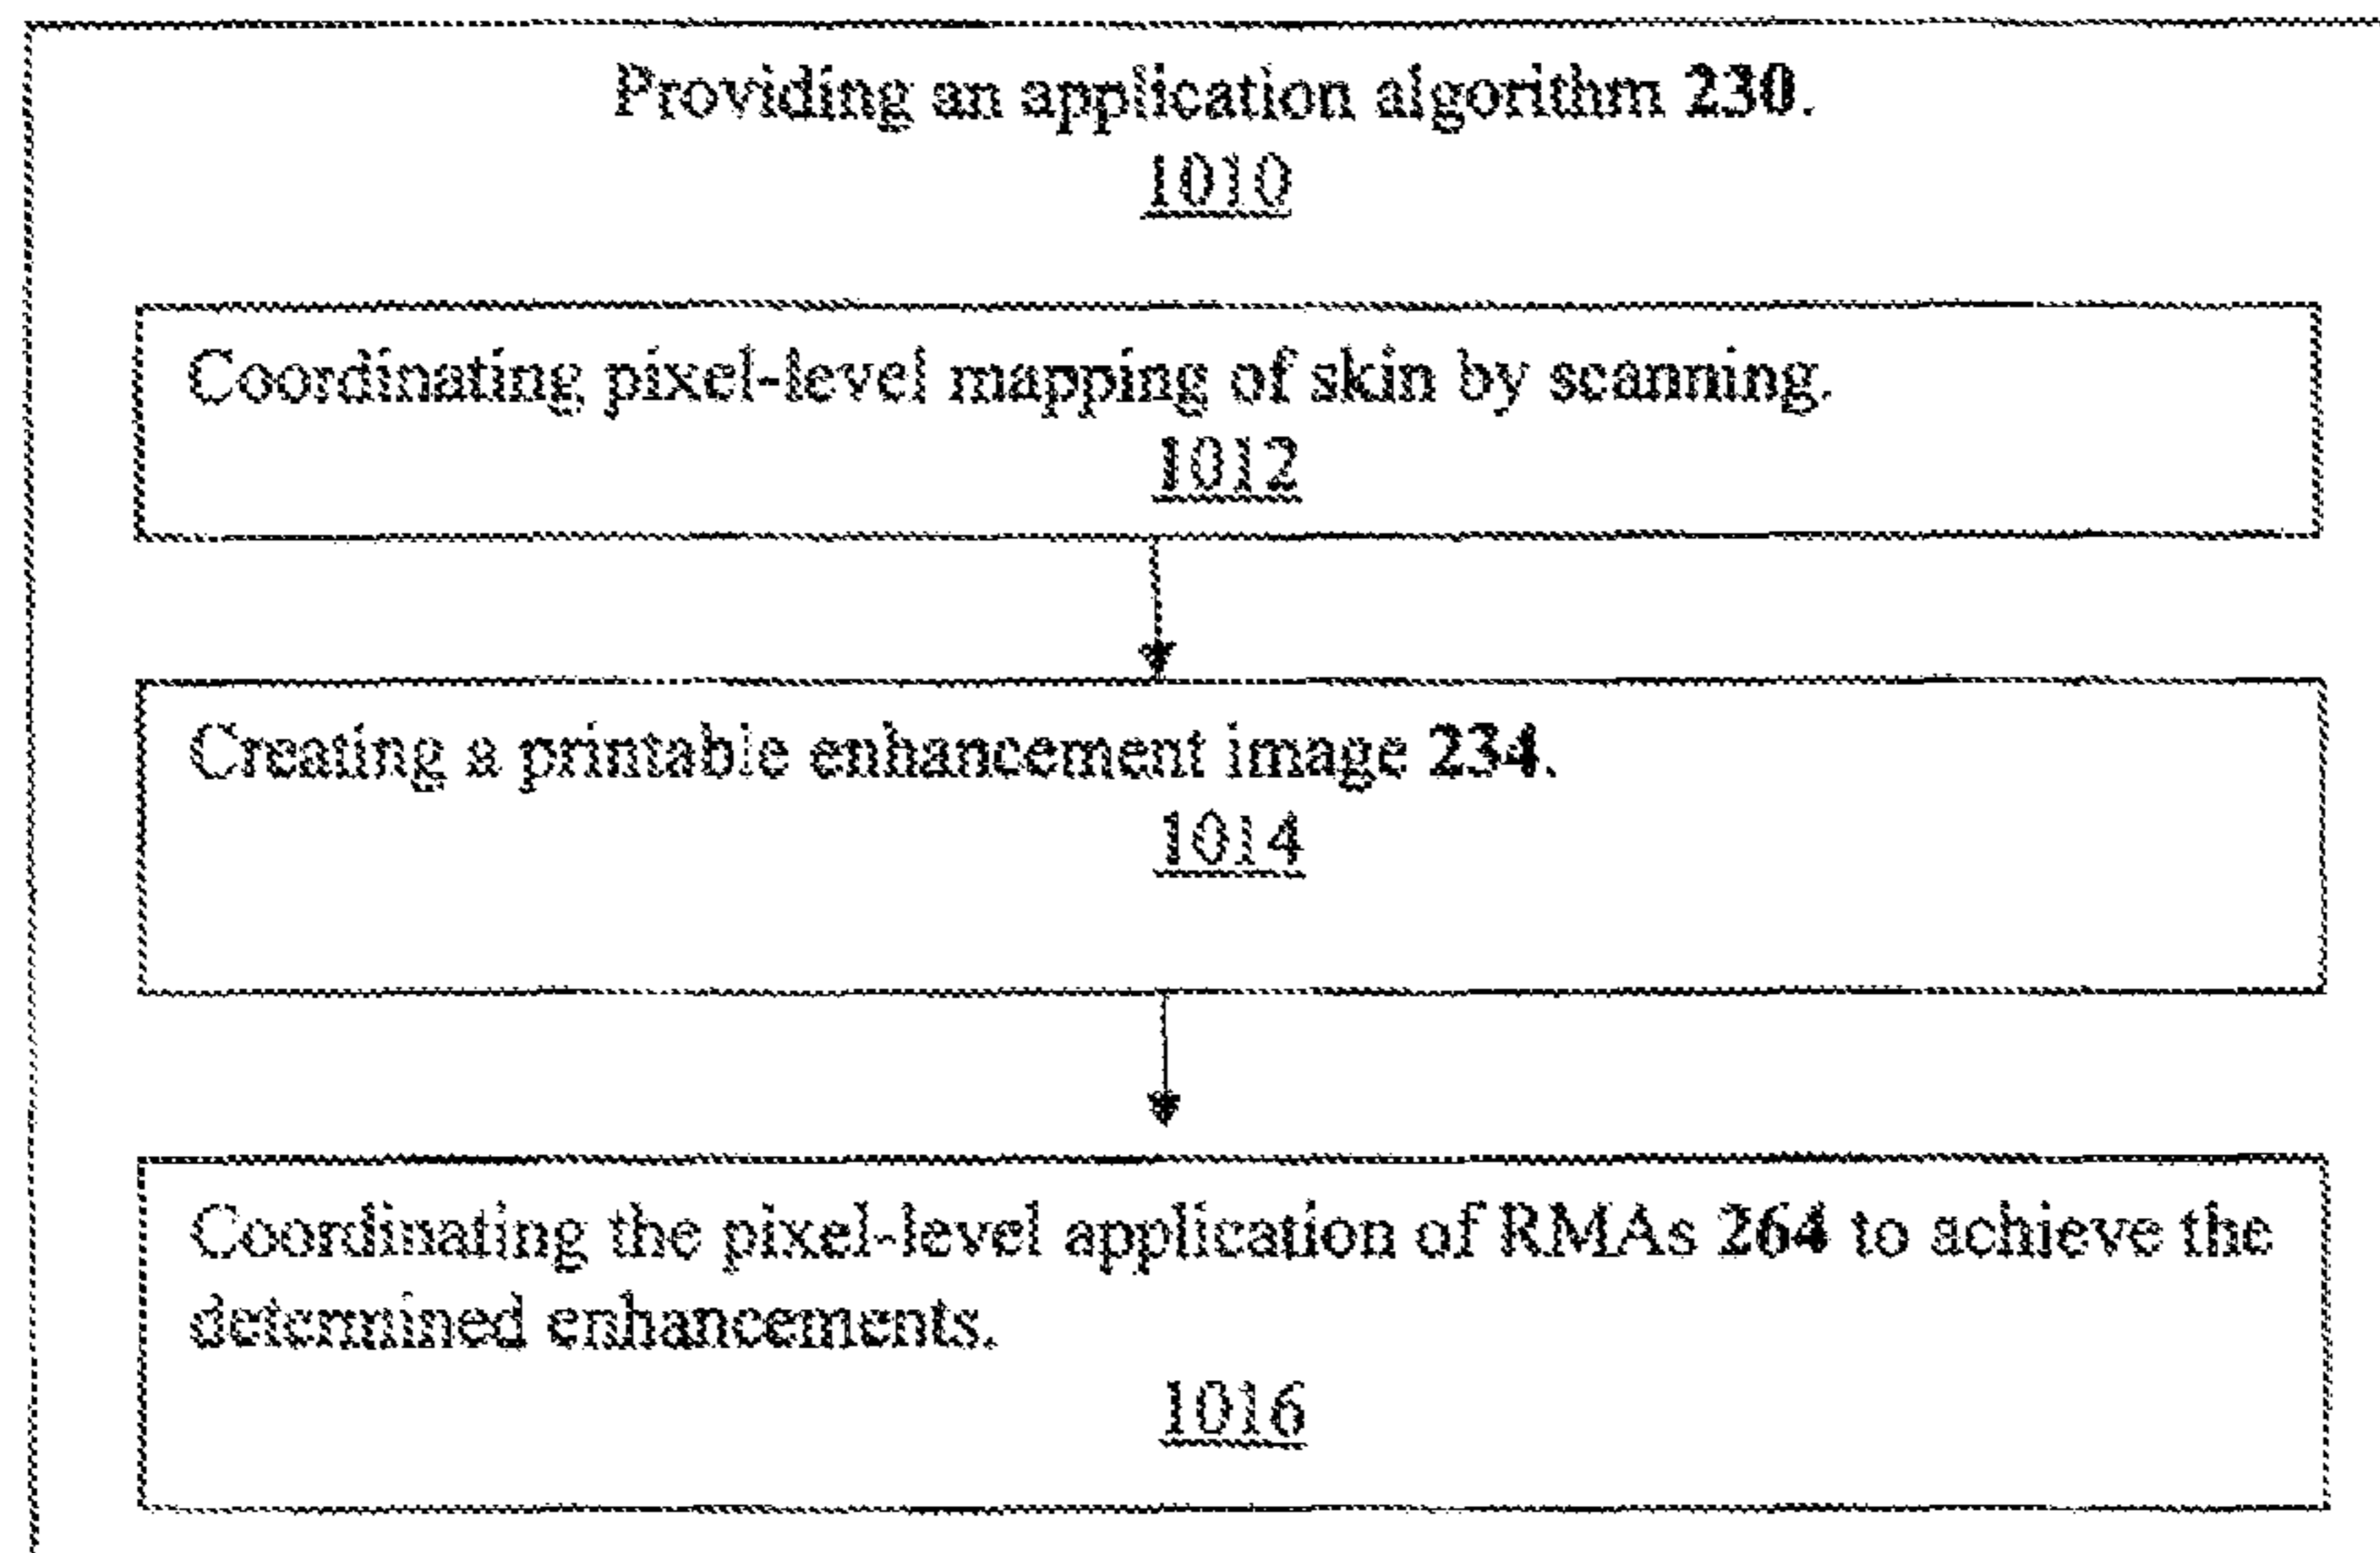 Providing an application algorithm 230.
1010
Coordinating pixel-level mapping of skin by scanning.
1012
Creating a printable enhancement image 234.
1014
Coordinating the pixel-level application of RMAs 264 to achieve the
determined enhancements.
1016